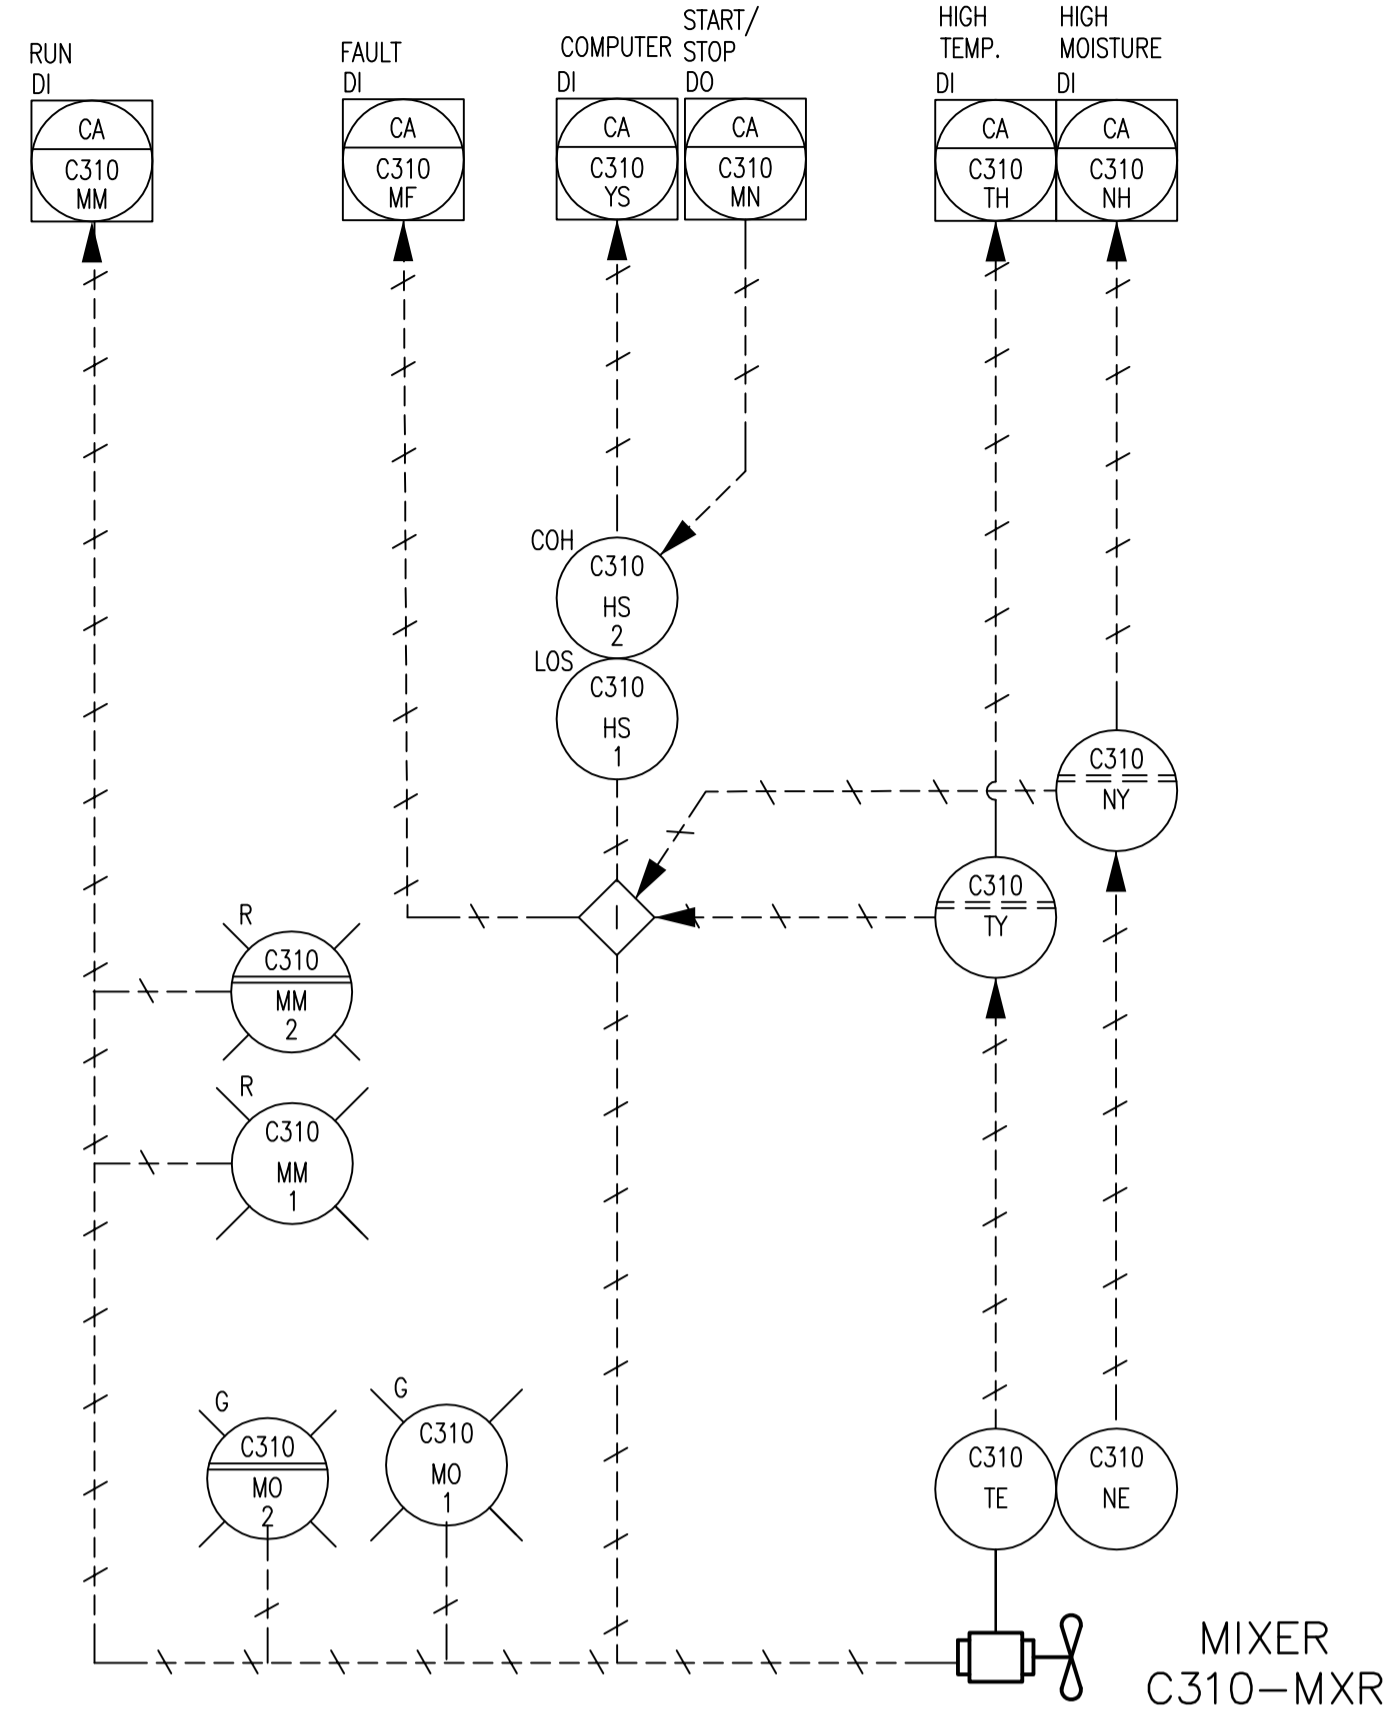 RUN
DI
CA
C310
MM
FAULT
DI
CA
C310
MF
COMPUTER
DI
CA
C310
YS
START/
STOP
DO
CA
C310
MN
HIGH
TEMP.
DI
CA
C310
TH
HIGH
MOISTURE
DI
CA
C310
NH
COH
C310
HS
2
LOS
C310
HS
1
C310
NY
I
C310
TY
R
C310
MM
2
R
C310
MM
1
G
C310
MO
2
G
C310
MO
1
C310
TE
C310
NE
MIXER
C310-MXR